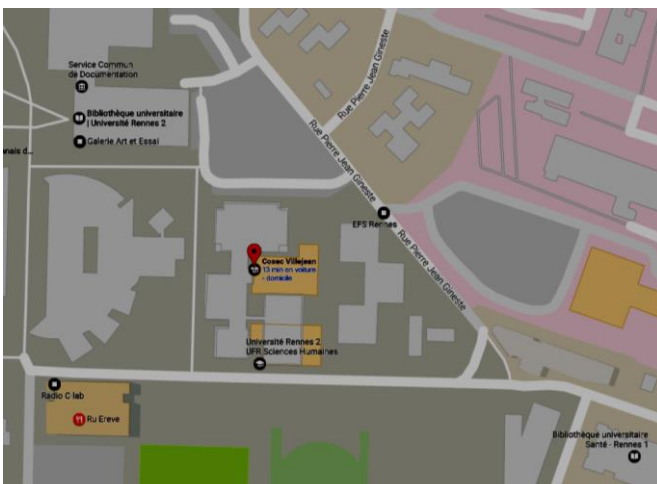 Service Commun
de Documentation
Bibliothèque universitaire
| Université Rennes 2
Galerie Art et Essai
anais d...
Rue Pierre Jean Gineste
Rue Pierre Jean Gineste
EFS Rennes
Rue Pierre Jean Gineste
Cosec Villejean
13 min en voiture
- domicile
Université Rennes 2
UFR Sciences Humaines
Radio C lab
Ru Ereve
Bibliothèque universitaire
Santé - Rennes 1